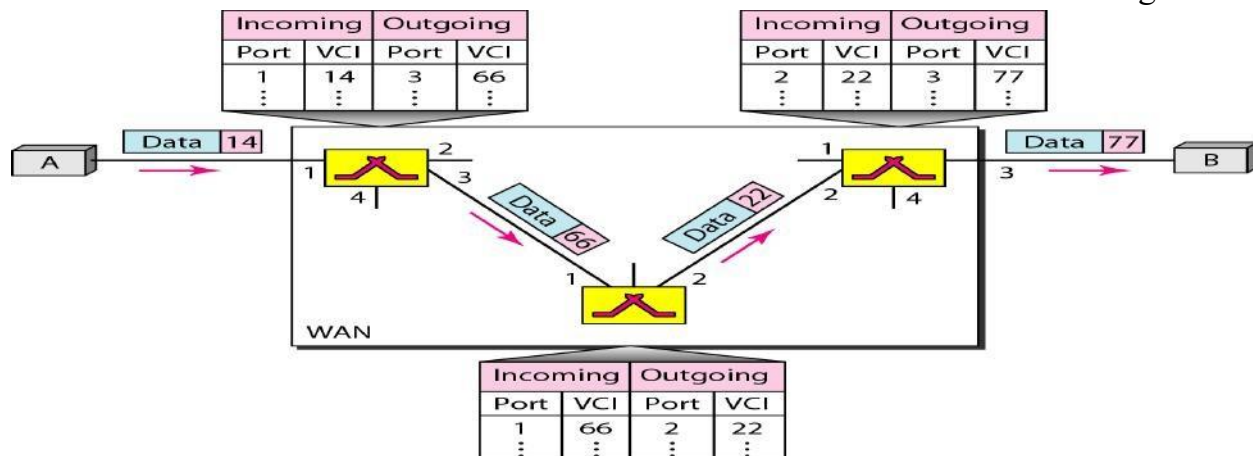 g
Incoming Outgoing
Port VCI Port VCI
1 14 3 66
⋮ ⋮ ⋮ ⋮
Incoming Outgoing
Port VCI Port VCI
2 22 3 77
⋮ ⋮ ⋮ ⋮
A
Data 14
1
2
3
4
Data 66
1
2
Data 22
1
2
3
4
Data 77
B
WAN
Incoming Outgoing
Port VCI Port VCI
1 66 2 22
⋮ ⋮ ⋮ ⋮